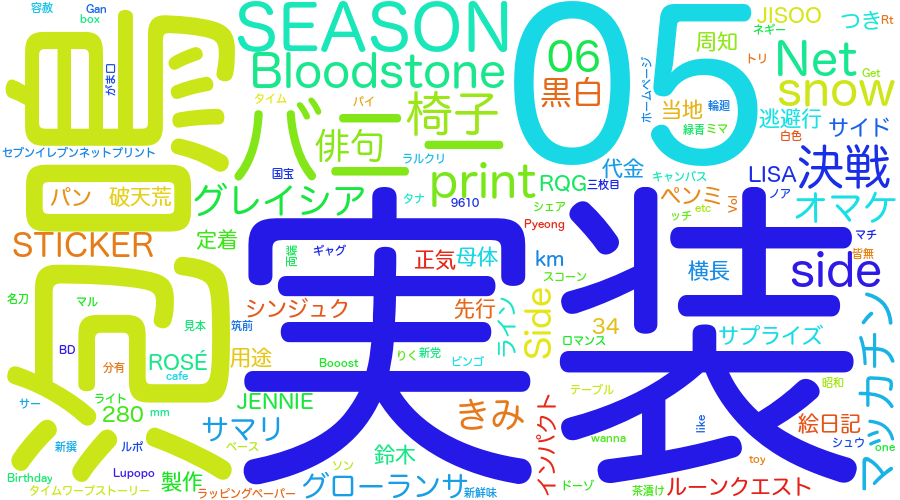 容赦
Gan
box
がま口
黒
SEASON
Bloodstone
05
06
黒白
JISOO
つき
Rt
周知
ネギー
Net
トリ
snow
Get
ホームページ
当地
輪廻
緑青
ミマ
逃避行
白色
サイド
タイム
パイ
バニー
椅子
俳句
ラルクリ
国宝
print
代金
キャンバス
LISA
決戦
セブンイレブンネットプリント
パン
破天荒
グレイシア
タナ
9610
RQG
三枚目
シェア
ペンミ
etc
ッチ
Vol
ノア
オマケ
Pyeong
STICKER
定着
ギャグ
正気
母体
km
横長
side
マチ
皆無
スコーン
名刀
マル
シンジュク
先行
ライン
Side
34
サプライズ
実装
見本
筑前
BD
分有
ROSÉ
cafe
用途
Booost
りく
新党
ビンゴ
ロマンス
マッカチン
昭和
サー
ライト
280
mm
JENNIE
テーブル
サマリ
きみ
インパクト
絵日記
新撰
ルポ
ベース
鈴木
wanna
like
シュウ
one
Birthday
Lupopo
製作
ソン
toy
タイムワープストーリー
ラッピングペーパー
グローランサ
新鮮味
ドーゾ
茶漬け
ルーンクエスト